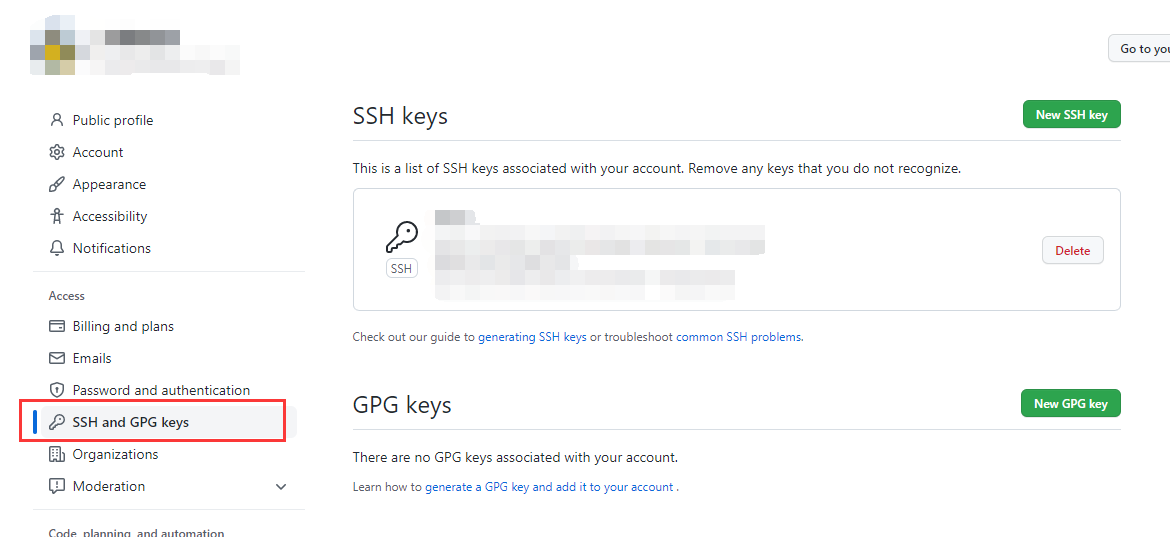 Go to you
Public profile
Account
Appearance
Accessibility
Notifications
Access
Billing and plans
Emails
Password and authentication
SSH and GPG keys
Organizations
Moderation
Code, planning, and automation
SSH keys
New SSH key
This is a list of SSH keys associated with your account. Remove any keys that you do not recognize.
SSH
Delete
Check out our guide to generating SSH keys or troubleshoot common SSH problems.
GPG keys
New GPG key
There are no GPG keys associated with your account.
Learn how to generate a GPG key and add it to your account .